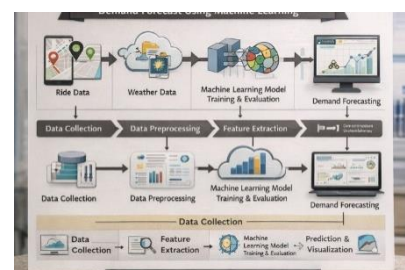 Demand Forecast Using Machine Learning
Ride Data
Weather Data
Machine Learning Model
Training & Evaluation
Demand Forecasting
Data Collection
Data Preprocessing
Feature Extraction
Data Collection
Data Preprocessing
Machine Learning Model
Training & Evaluation
Demand Forecasting
Data Collection
Data
Collection
Feature
Extraction
Machine
Learning Model
Training & Evaluation
Prediction &
Visualization